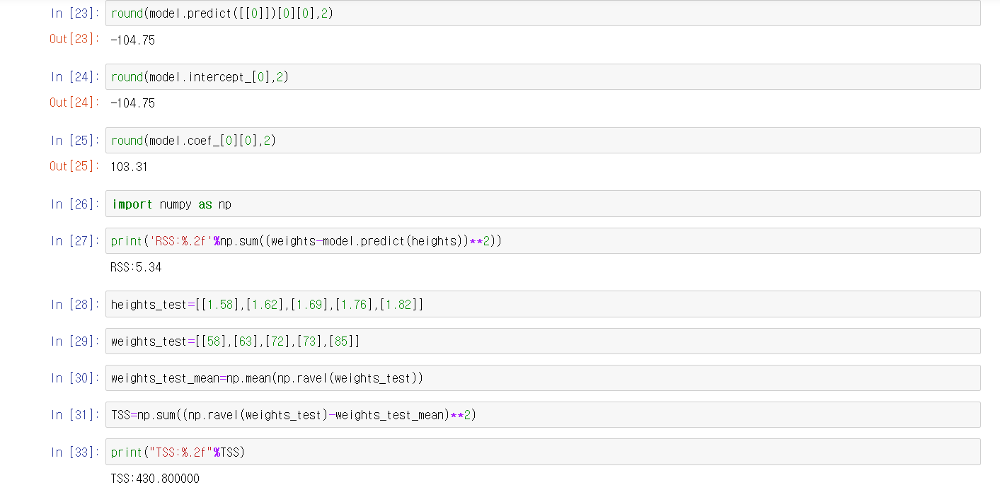 In [23]: round(model.predict([[0]])[0][0],2)
Out[23]: -104.75
In [24]: round(model.intercept_[0],2)
Out[24]: -104.75
In [25]: round(model.coef_[0][0],2)
Out[25]: 103.31
In [26]: import numpy as np
In [27]: print('RSS:%.2f'%np.sum((weights-model.predict(heights))**2))
RSS:5.34
In [28]: heights_test=[[1.58],[1.62],[1.69],[1.76],[1.82]]
In [29]: weights_test=[[58],[63],[72],[73],[85]]
In [30]: weights_test_mean=np.mean(np.ravel(weights_test))
In [31]: TSS=np.sum((np.ravel(weights_test)-weights_test_mean)**2)
In [33]: print("TSS:%.2f"%TSS)
TSS:430.800000